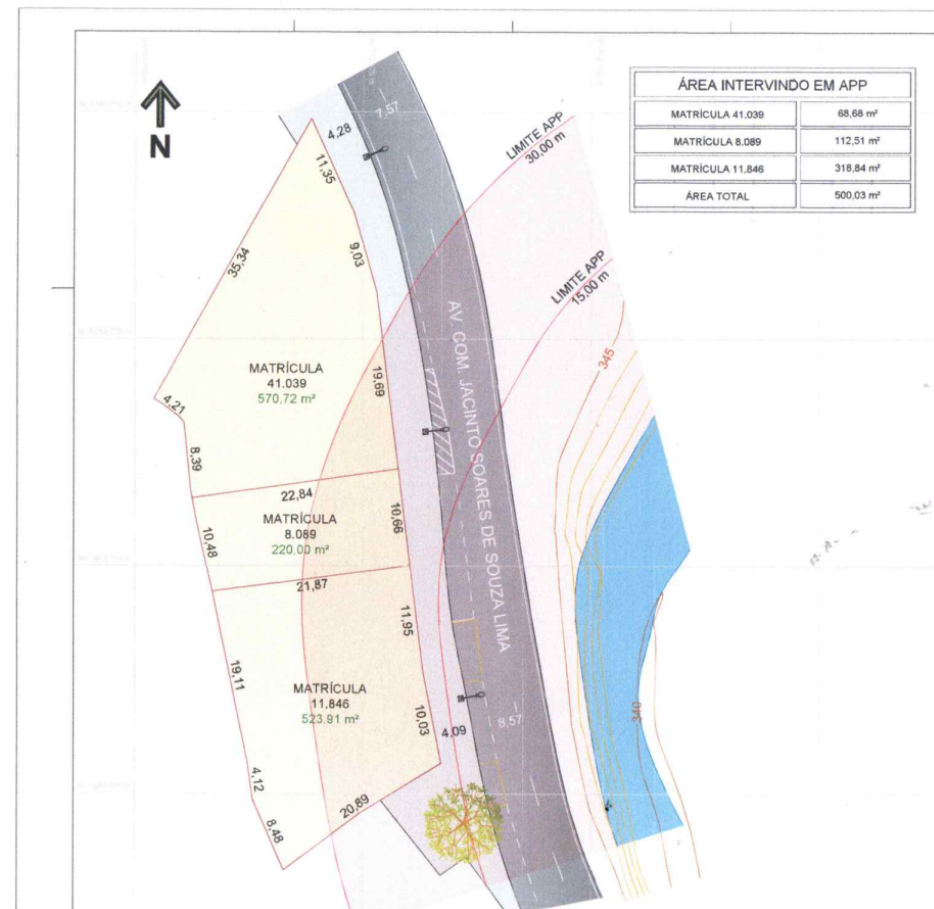 ÁREA INTERVINDO EM APP
MATRÍCULA 41.039 68,68 m²
MATRÍCULA 8.089 112,51 m²
MATRÍCULA 11.846 318,84 m²
ÁREA TOTAL 500,03 m²
N
7,57
4,28
11,35
LIMITE APP
30,00 m
9,03
35,34
LIMITE APP
15,00 m
AV. COM. JACINTO SOARES DE SOUZA LIMA
345
MATRÍCULA
41.039
570,72 m²
19,69
4,21
8,39
22,84
MATRÍCULA
8.089
220,00 m²
10,66
10,48
21,87
11,95
19,11
MATRÍCULA
11.846
523.91 m²
10,03
4,09
8,57
340
4,12
20,89
8,48